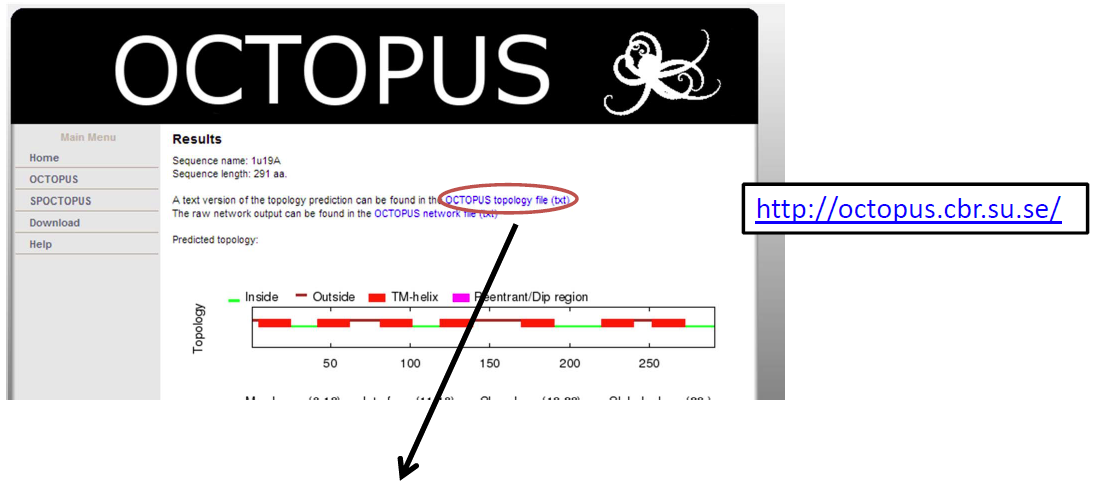 OCTOPUS
Main Menu
Home
OCTOPUS
SPOCTOPUS
Download
Help
Results
Sequence name: 1u19A
Sequence length: 291 aa.
A text version of the topology prediction can be found in the OCTOPUS topology file (txt).
The raw network output can be found in the OCTOPUS network file (txt).
Predicted topology:
Inside Outside TM-helix Reentrant/Dip region
Topology
50 100 150 200 250
http://octopus.cbr.su.se/